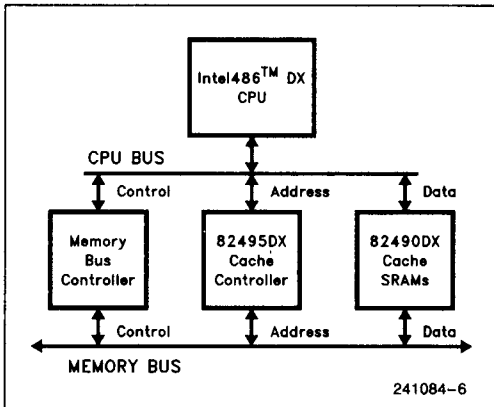 Intel486™ DX
CPU
CPU BUS
Control Address Data
Memory
Bus
Controller
82495DX
Cache
Controller
82490DX
Cache
SRAMs
Control Address Data
MEMORY BUS
241084-6